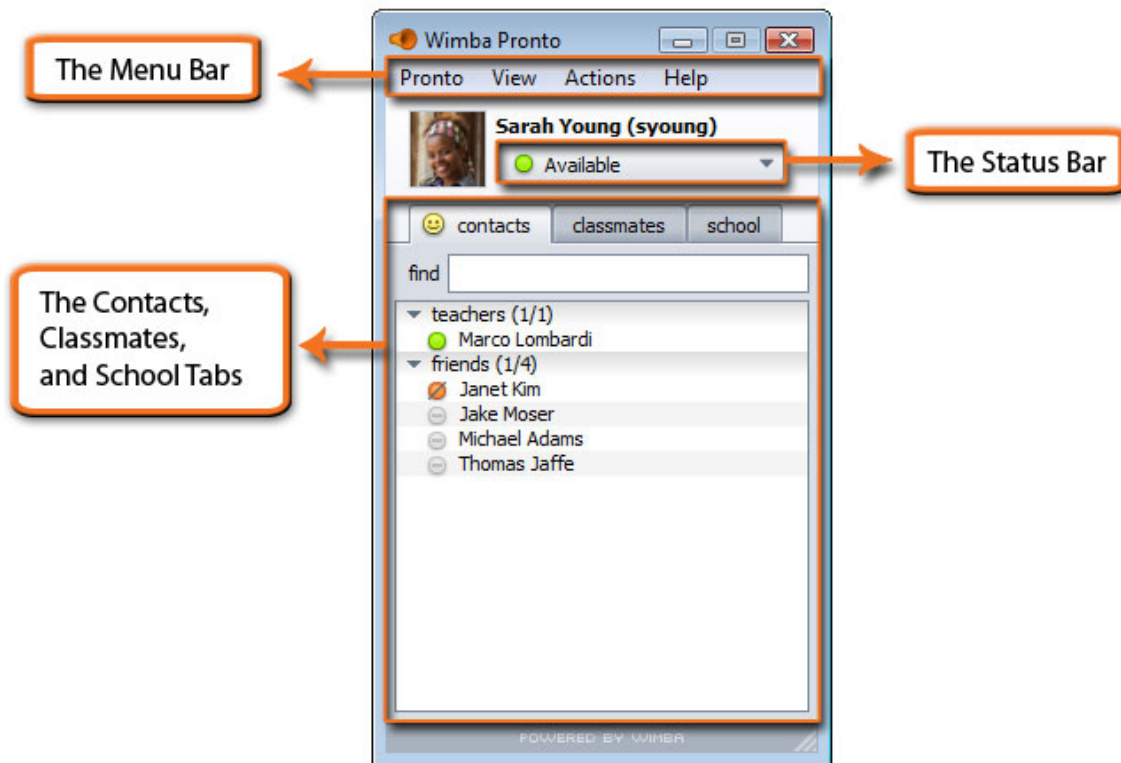 Wimba Pronto
The Menu Bar
Pronto View Actions Help
Sarah Young (syoung)
Available
The Status Bar
contacts classmates school
find
The Contacts,
Classmates,
and School Tabs
teachers (1/1)
Marco Lombardi
friends (1/4)
Janet Kim
Jake Moser
Michael Adams
Thomas Jaffe
POWERED BY WIMBA